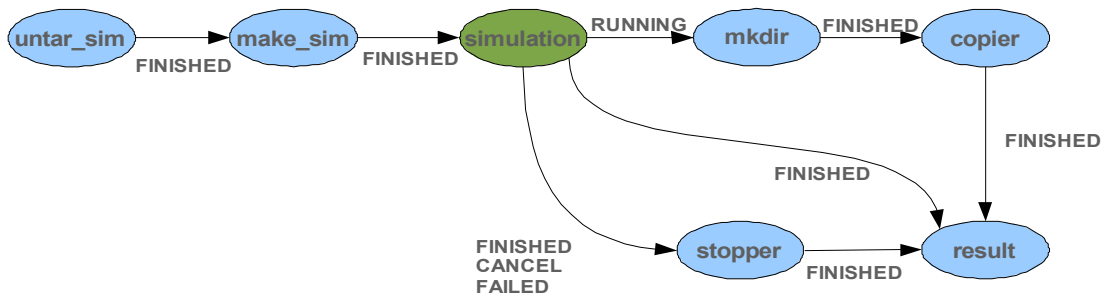 untar_sim
FINISHED
make_sim
FINISHED
simulation
RUNNING
mkdir
FINISHED
copier
FINISHED
FINISHED
FINISHED
CANCEL
FAILED
stopper
FINISHED
result